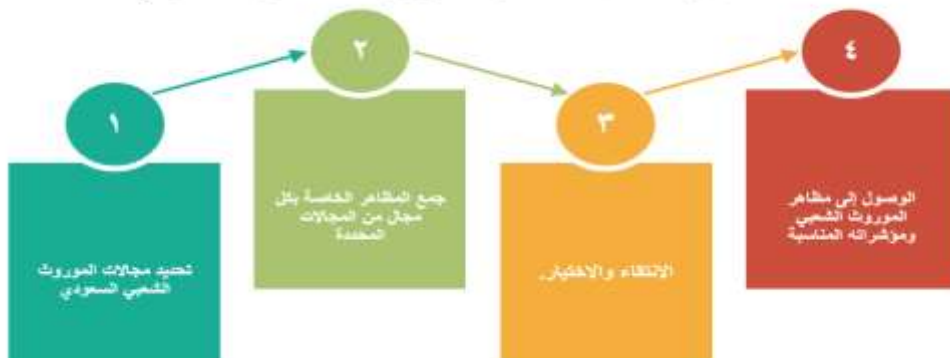 ١
تحديد مجالات الموروث
الشعبي السعودي
٢
جمع المظاهر الخاصة بكل
مجال من المجالات
المحددة
٣
الانتقاء والاختيار.
٤
الوصول إلى مظاهر
الموروث الشعبي
ومؤشراته المناسبة